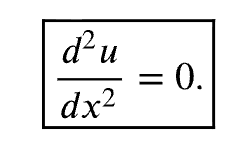 d²u/dx² = 0.